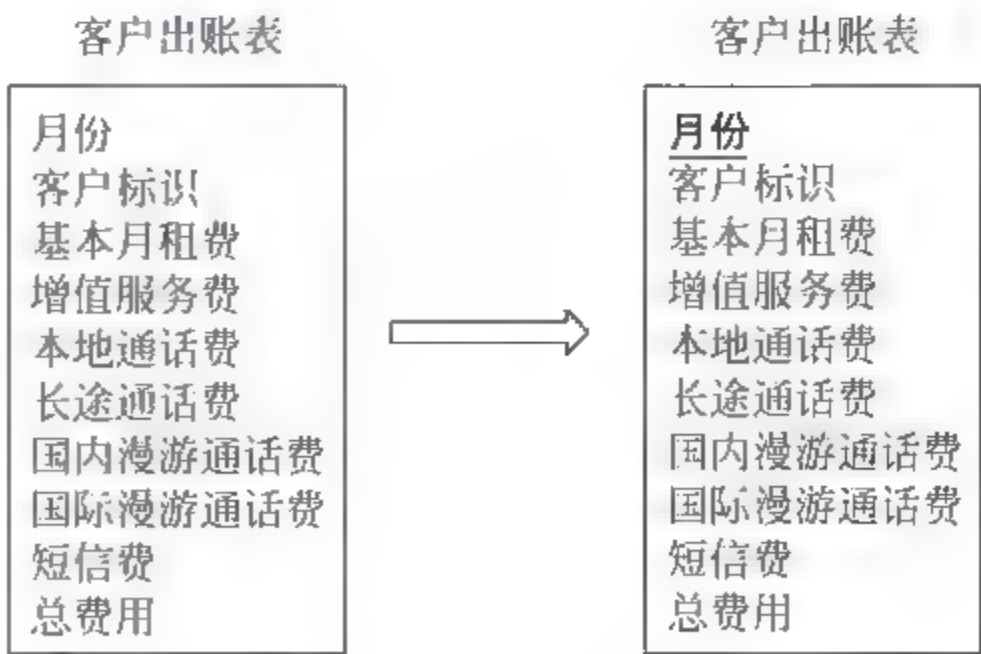 客户出账表
月份
客户标识
基本月租费
增值服务费
本地通话费
长途通话费
国内漫游通话费
国际漫游通话费
短信费
总费用
客户出账表
月份
客户标识
基本月租费
增值服务费
本地通话费
长途通话费
国内漫游通话费
国际漫游通话费
短信费
总费用